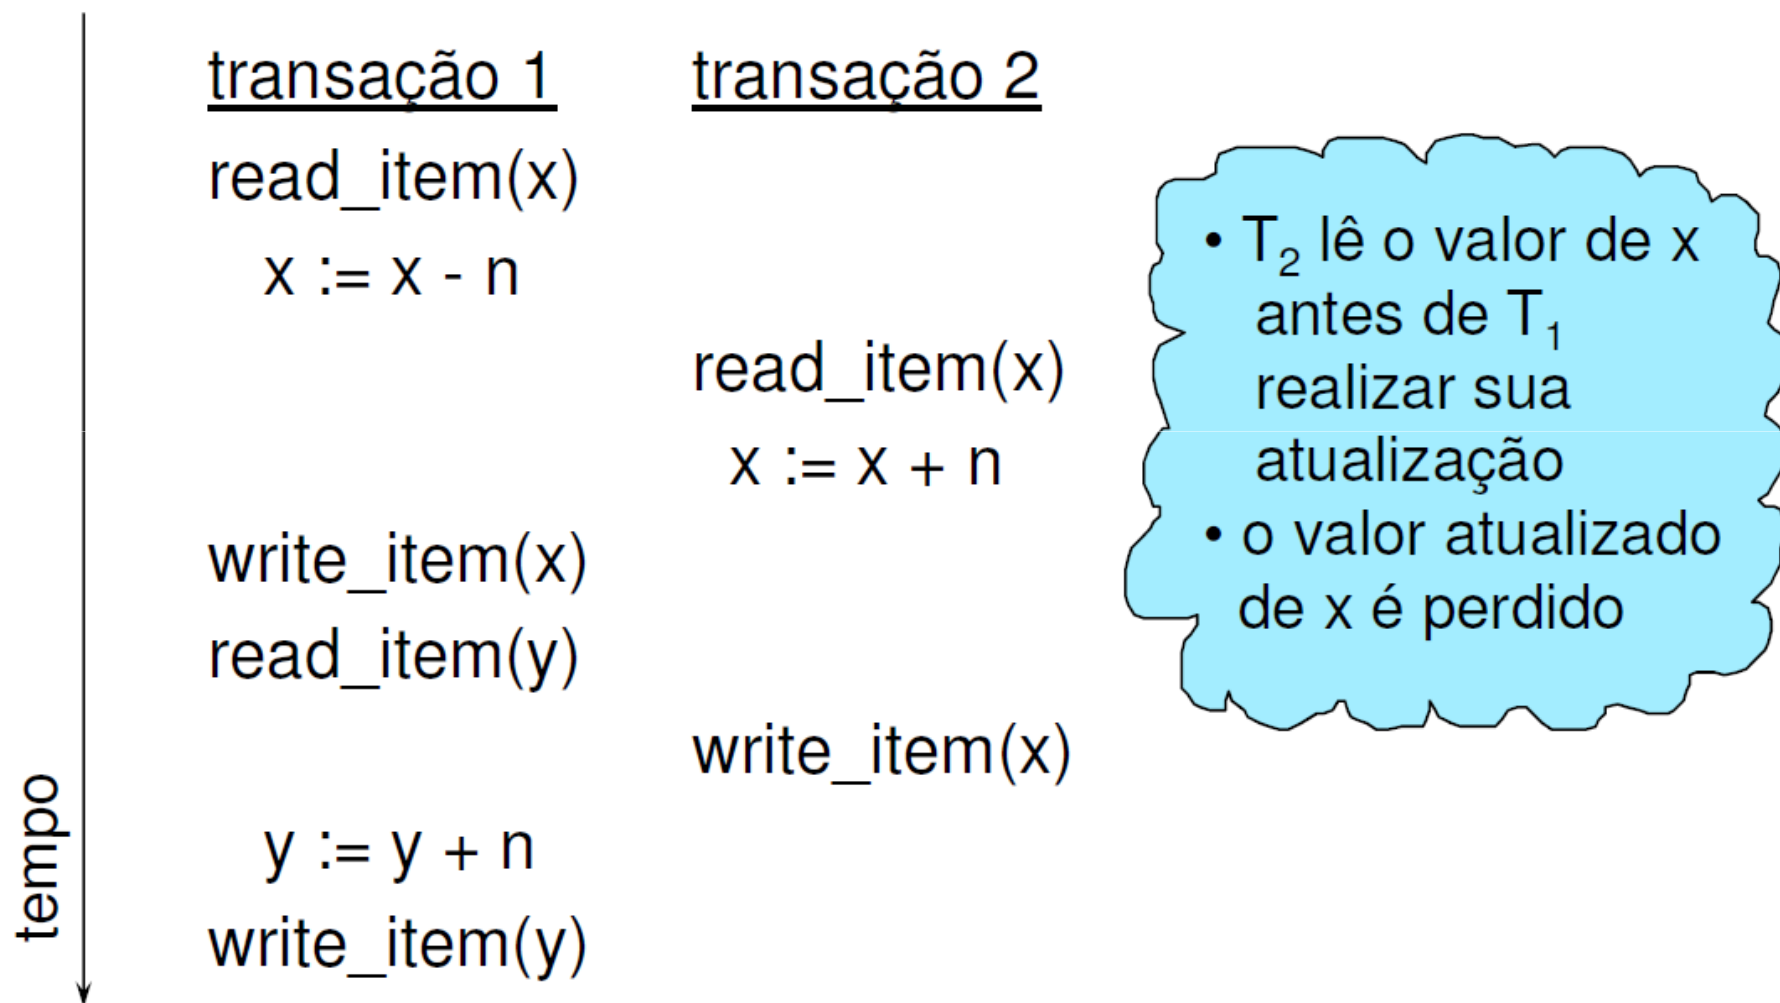 transação 1 transação 2
read_item(x)
x := x - n
read_item(x)
x := x + n
write_item(x)
read_item(y)
write_item(x)
y := y + n
write_item(y)
tempo
• T₂ lê o valor de x
antes de T₁
realizar sua
atualização
• o valor atualizado
de x é perdido